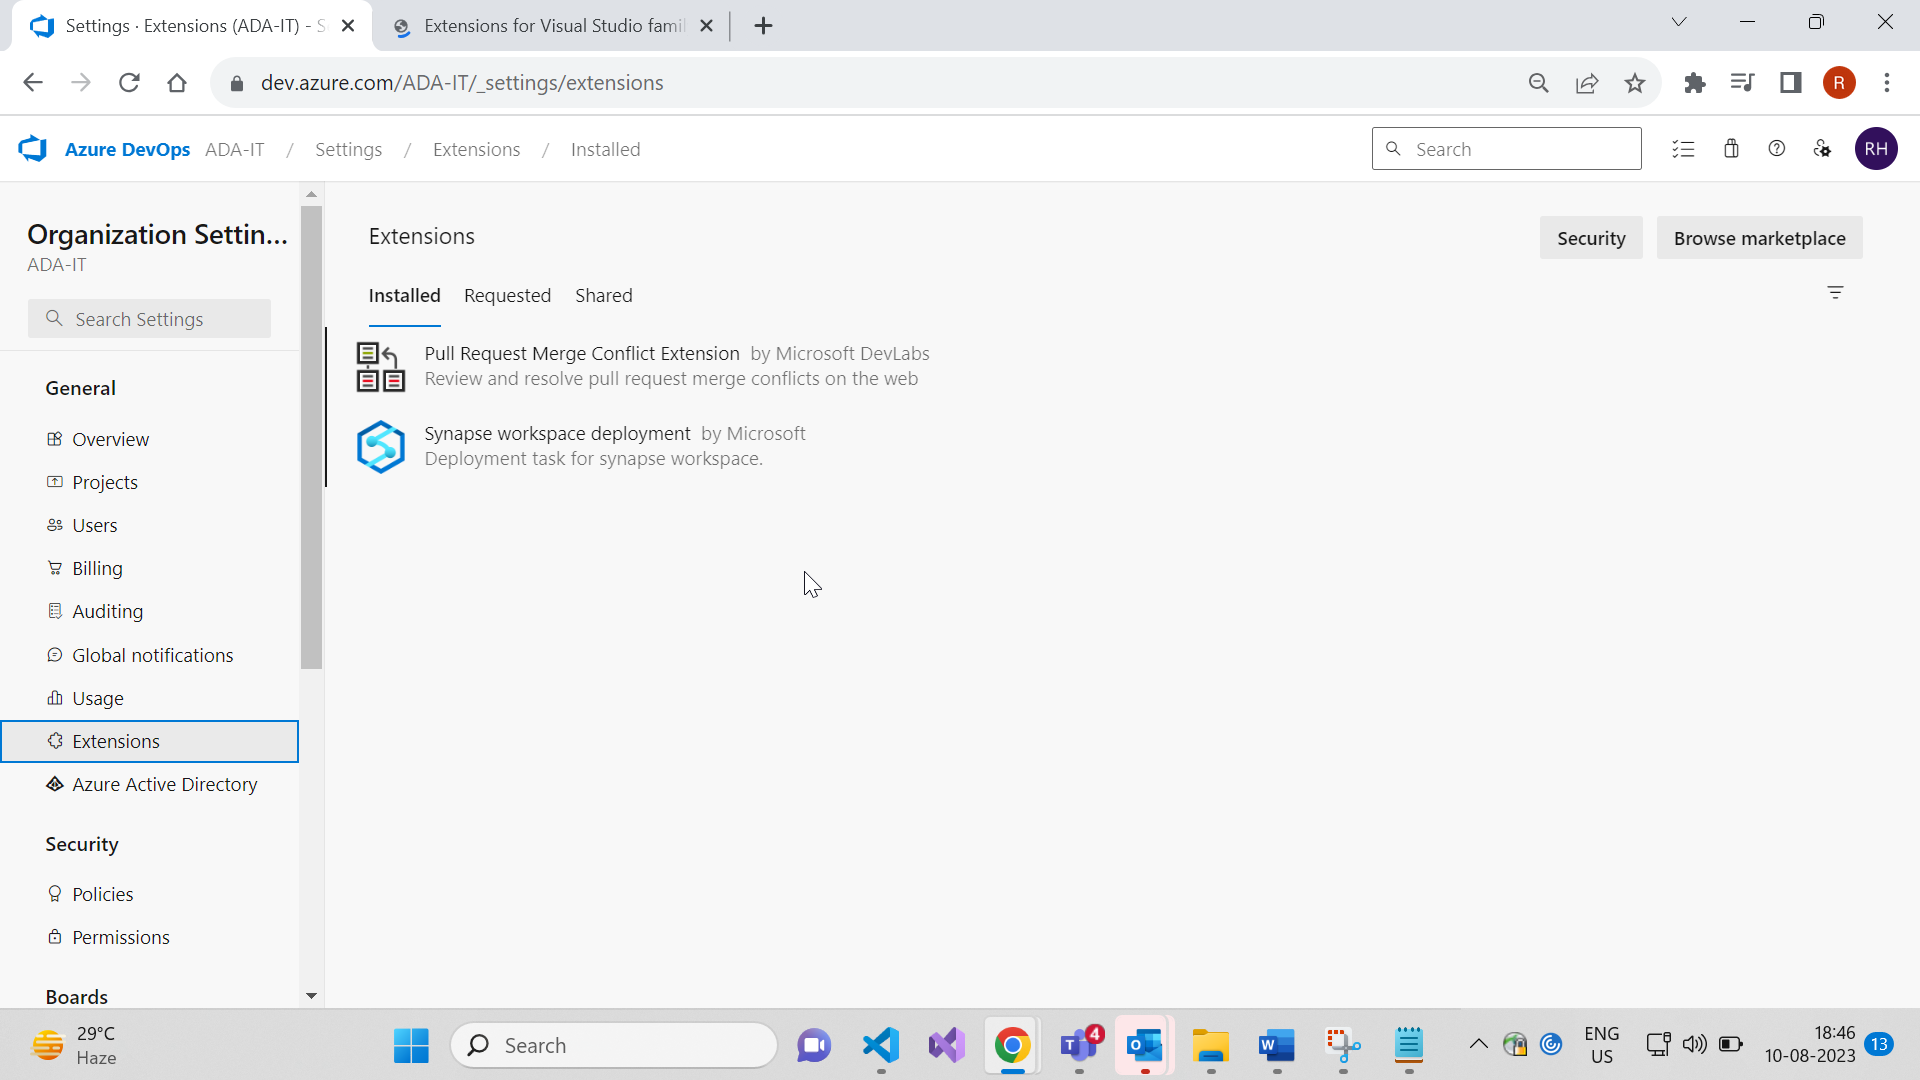 Settings · Extensions (ADA-IT) - S
Extensions for Visual Studio famil
dev.azure.com/ADA-IT/_settings/extensions
R
Azure DevOps ADA-IT / Settings / Extensions / Installed
Search
RH
Organization Settin...
ADA-IT
Search Settings
General
Overview
Projects
Users
Billing
Auditing
Global notifications
Usage
Extensions
Azure Active Directory
Security
Policies
Permissions
Boards
Extensions
Security
Browse marketplace
Installed
Requested
Shared
Pull Request Merge Conflict Extension by Microsoft DevLabs
Review and resolve pull request merge conflicts on the web
Synapse workspace deployment by Microsoft
Deployment task for synapse workspace.
29°C
Haze
Search
T
4
O
W
ENG
US
18:46
10-08-2023
13